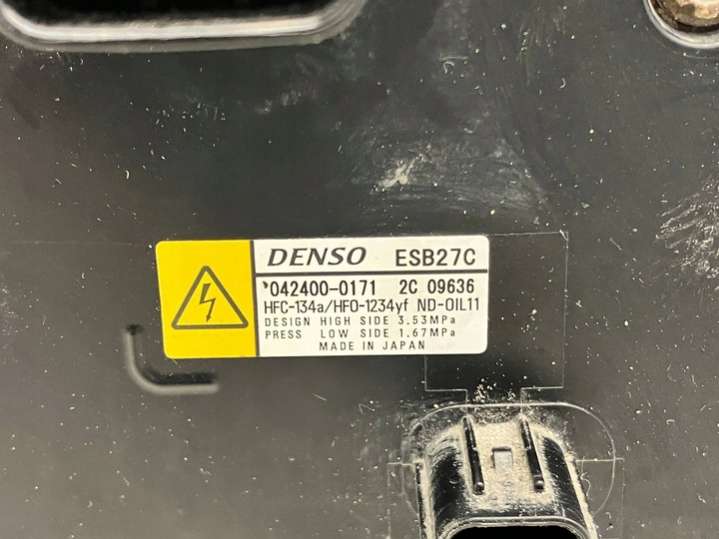 DENSO ESB27C
'042400-0171 2C 09636
HFC-134a/HFO-1234yf ND-OIL11
DESIGN HIGH SIDE 3.53MPa
PRESS LOW SIDE 1.67MPa
MADE IN JAPAN